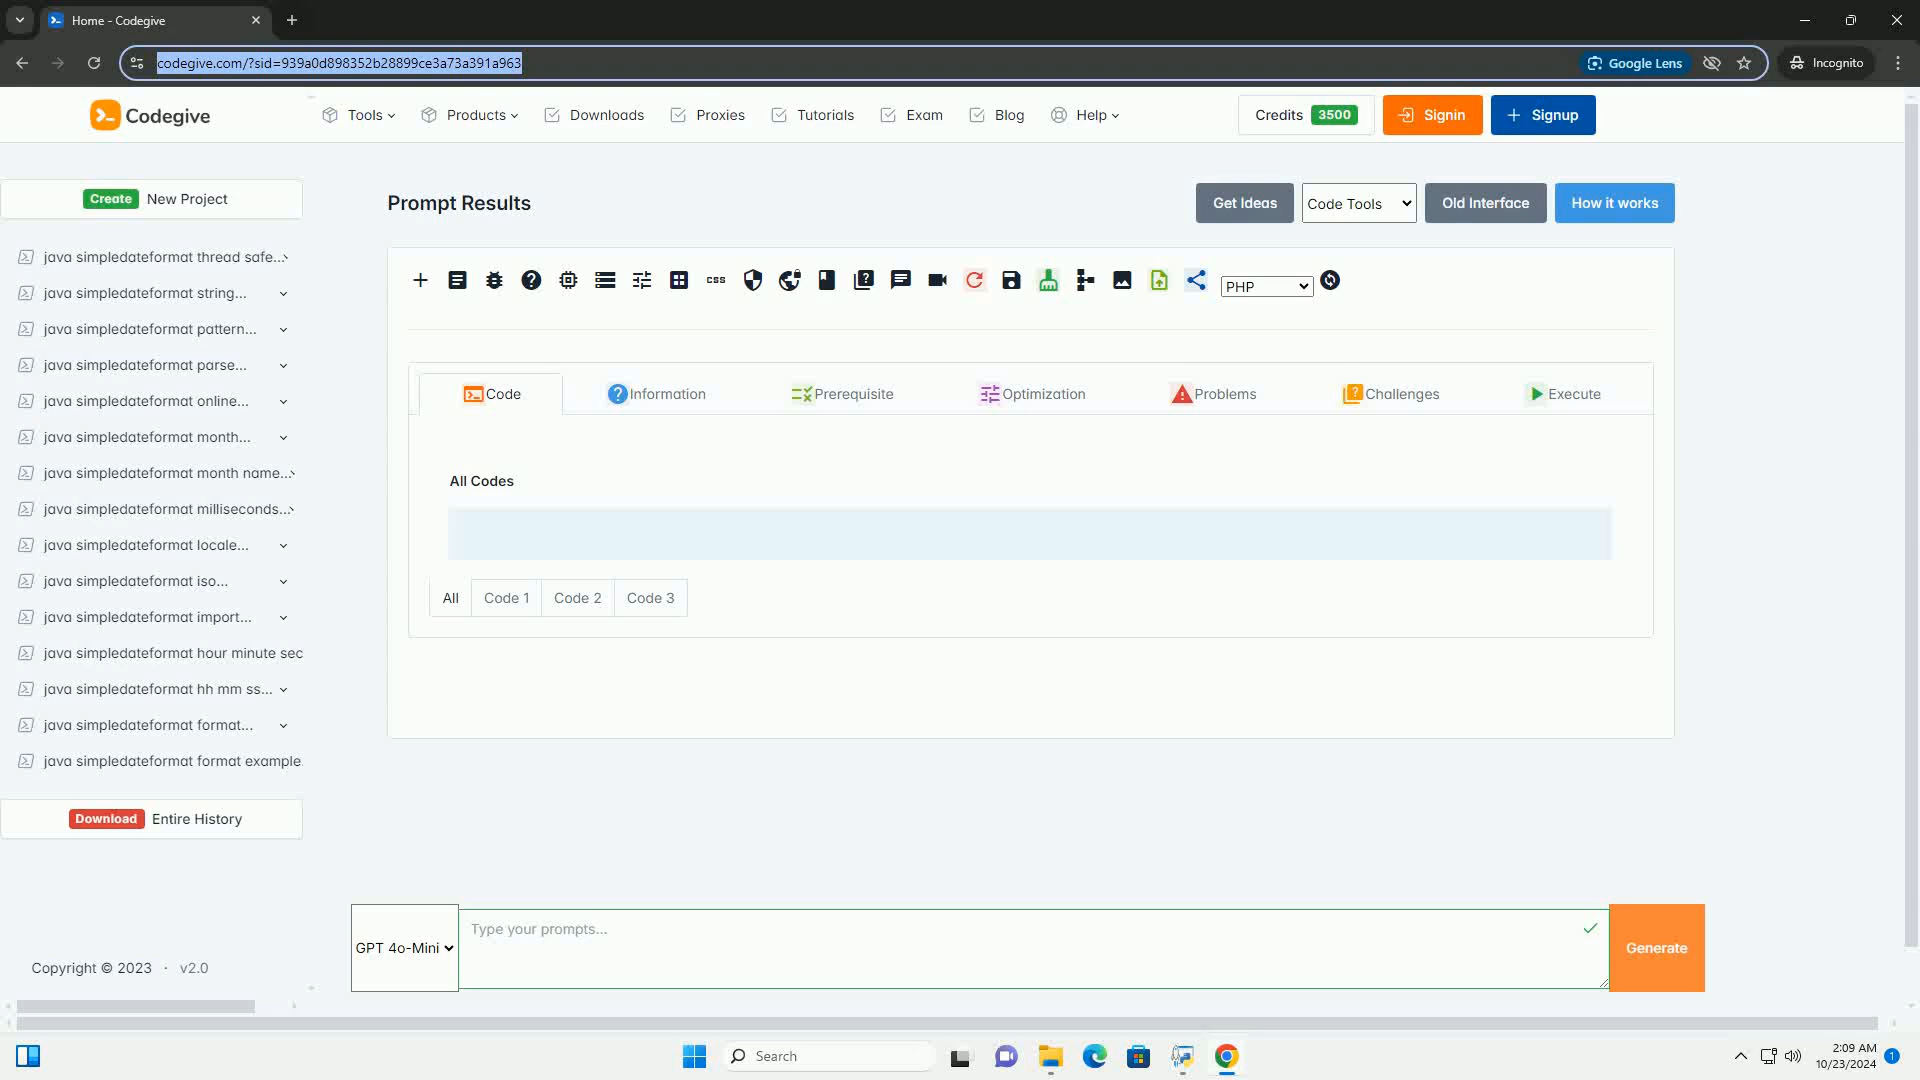 Home - Codegive
codegive.com/?sid=939a0d898352b28899ce3a73a391a963
Google Lens
Incognito
Codegive
Tools
Products
Downloads
Proxies
Tutorials
Exam
Blog
Help
Credits 3500
Signin
Signup
Create New Project
java simpledateformat thread safe...
java simpledateformat string...
java simpledateformat pattern...
java simpledateformat parse...
java simpledateformat online...
java simpledateformat month...
java simpledateformat month name...
java simpledateformat milliseconds...
java simpledateformat locale...
java simpledateformat iso...
java simpledateformat import...
java simpledateformat hour minute sec
java simpledateformat hh mm ss...
java simpledateformat format...
java simpledateformat format example.
Download Entire History
Copyright © 2023 · v2.0
Prompt Results
Get Ideas
Code Tools
Old Interface
How it works
CSS
PHP
Code
Information
Prerequisite
Optimization
Problems
Challenges
Execute
All Codes
All
Code 1
Code 2
Code 3
GPT 4o-Mini
Type your prompts...
Generate
Search
2:09 AM
10/23/2024
1